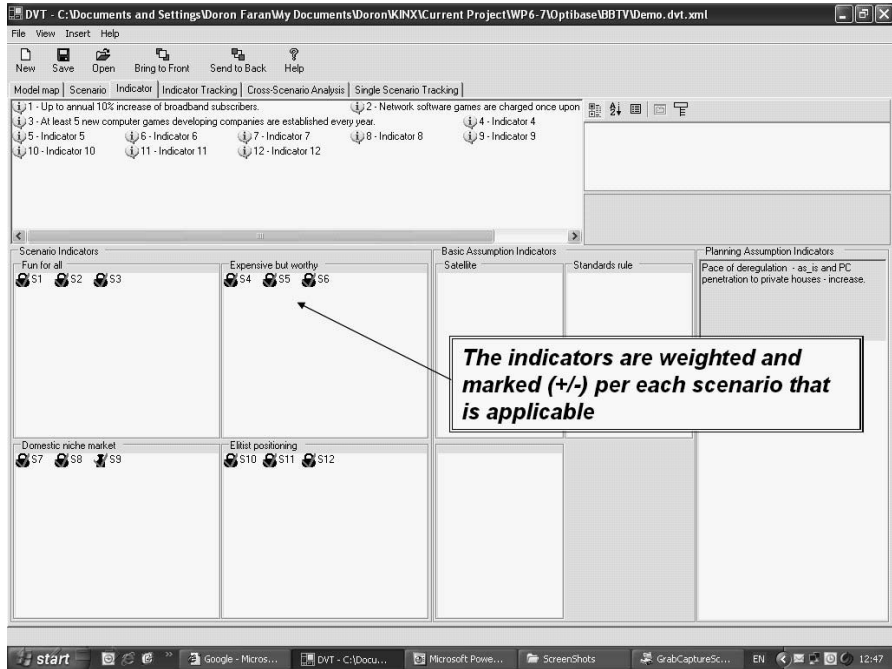 DVT - C:\Documents and Settings\Doron Faran\My Documents\Doron\KINX\Current Project\WP6-7\Optibase\BBTV\Demo.dvt.xml
File View Insert Help
New Save Open Bring to Front Send to Back Help
Model map Scenario Indicator Indicator Tracking Cross-Scenario Analysis Single Scenario Tracking
1 - Up to annual 10% increase of broadband subscribers. 2 - Network software games are charged once upon
3 - At least 5 new computer games developing companies are established every year. 4 - Indicator 4
5 - Indicator 5 6 - Indicator 6 7 - Indicator 7 8 - Indicator 8 9 - Indicator 9
10 - Indicator 10 11 - Indicator 11 12 - Indicator 12
Scenario Indicators Basic Assumption Indicators Planning Assumption Indicators
Fun for all Expensive but worthy Satellite Standards rule
S1 S2 S3 S4 S5 S6
Pace of deregulation - as_is and PC
penetration to private houses - increase.
The indicators are weighted and
marked (+/-) per each scenario that
is applicable
Domestic niche market Elitist positioning
S7 S8 S9 S10 S11 S12
start Google - Micros... DVT - C:\Docu... Microsoft Powe... ScreenShots GrabCaptureSc... EN 12:47